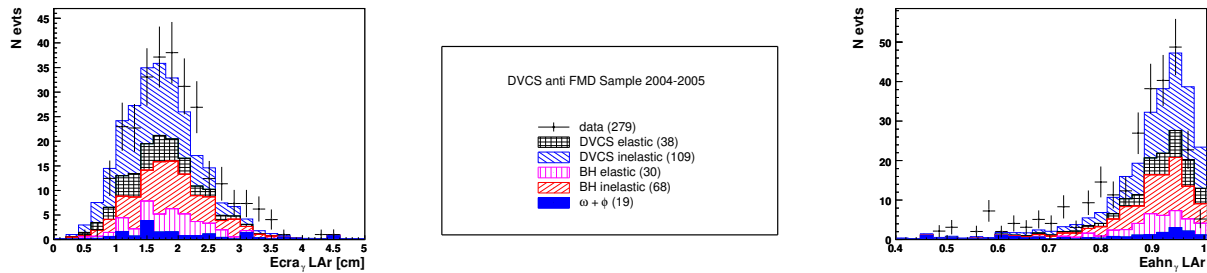 N evts
45
40
35
30
25
20
15
10
5
0
0 0.5 1 1.5 2 2.5 3 3.5 4 4.5 5
Ecraγ LAr [cm]
DVCS anti FMD Sample 2004-2005
data (279)
DVCS elastic (38)
DVCS inelastic (109)
BH elastic (30)
BH inelastic (68)
ω + φ (19)
N evts
50
40
30
20
10
0
0.4 0.5 0.6 0.7 0.8 0.9 1
Eahnγ LAr